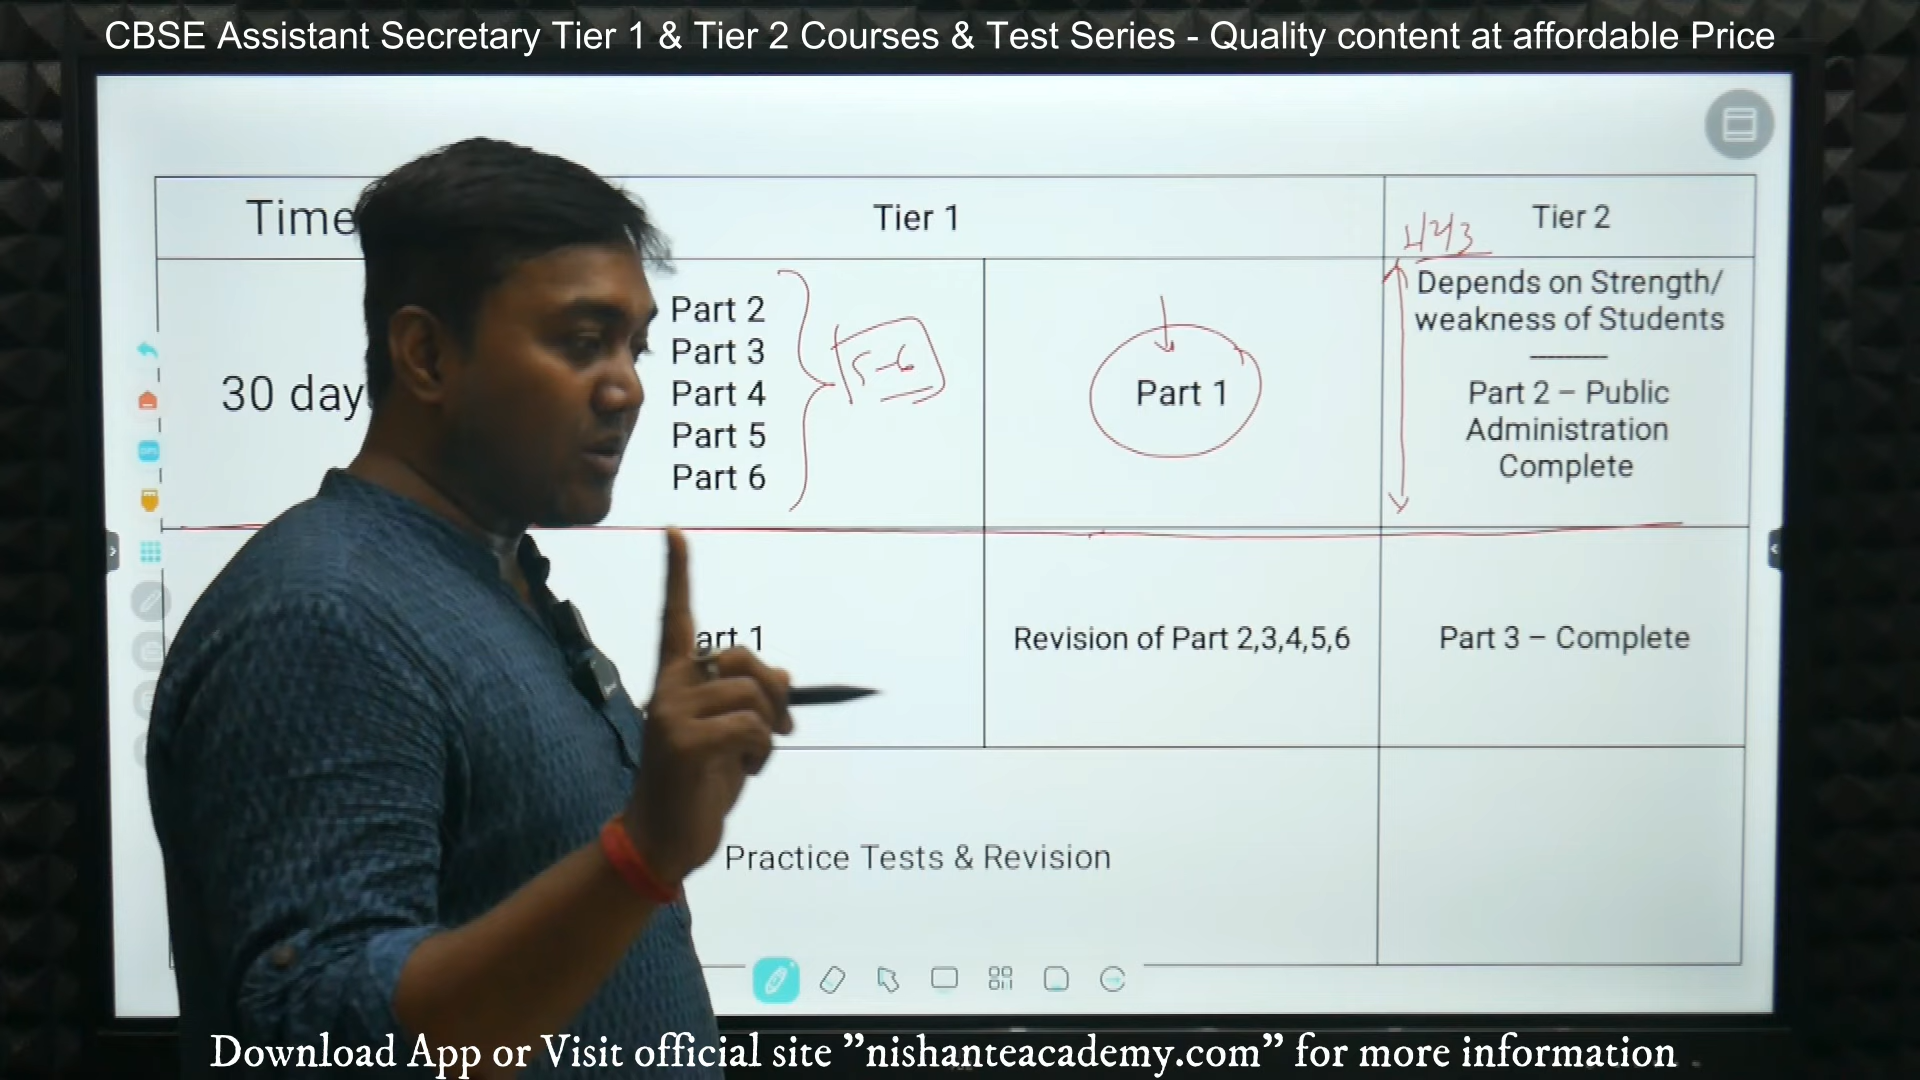 CBSE Assistant Secretary Tier 1 & Tier 2 Courses & Test Series - Quality content at affordable Price
Time
Tier 1
Tier 2
30 day
Part 2
Part 3
Part 4
Part 5
Part 6
5-6
Part 1
Depends on Strength/
weakness of Students
Part 2 – Public
Administration
Complete
art 1
Revision of Part 2,3,4,5,6
Part 3 – Complete
Practice Tests & Revision
Download App or Visit official site "nishanteacademy.com" for more information